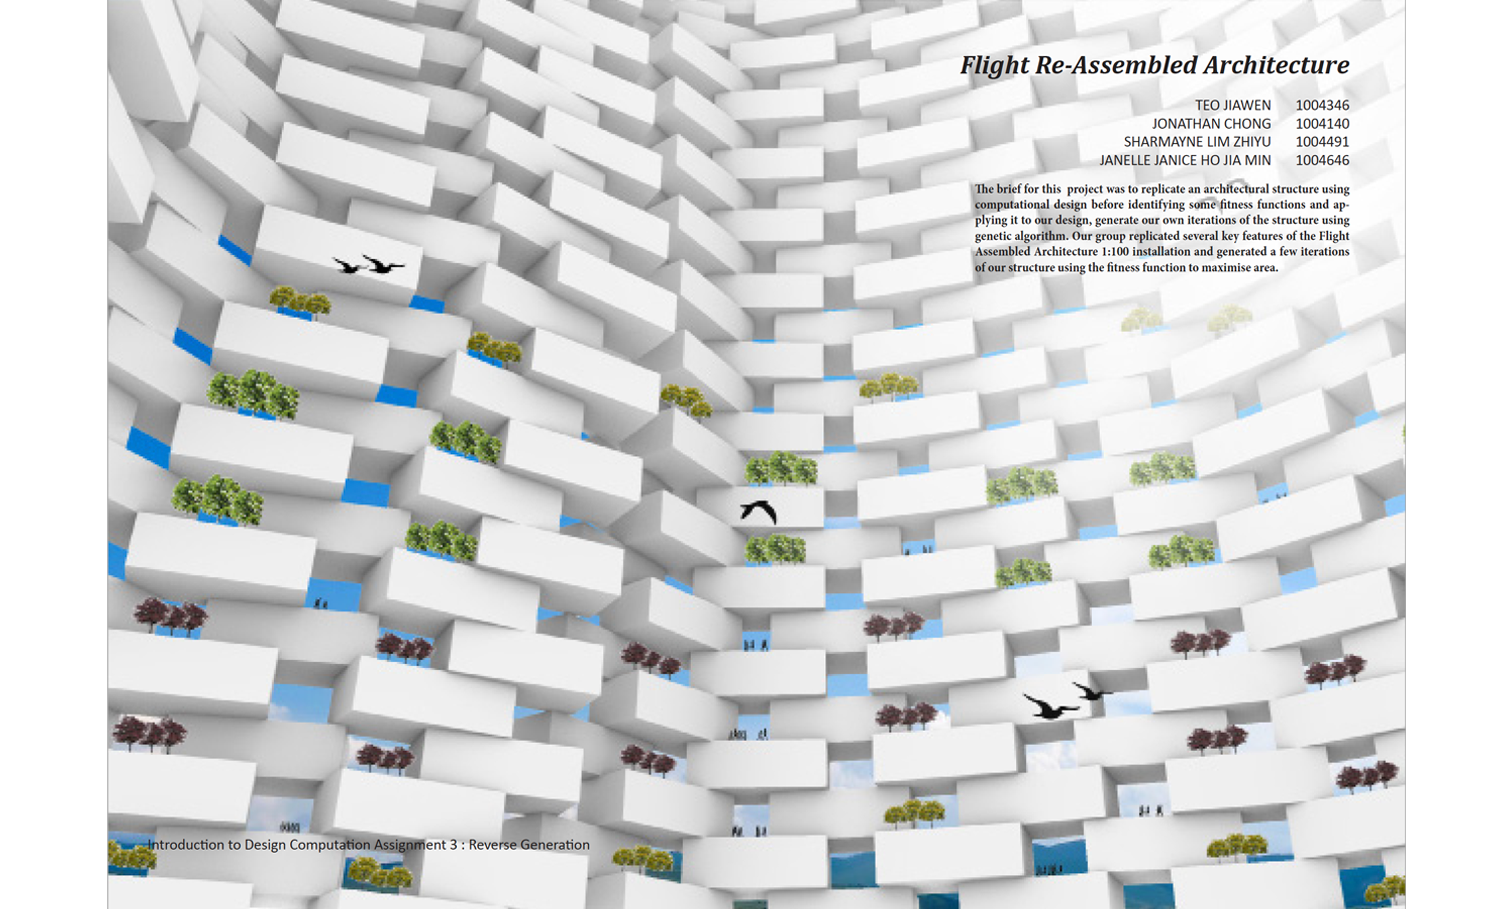 Flight Re-Assembled Architecture
TEO JIAWEN 1004346
JONATHAN CHONG 1004140
SHARMAYNE LIM ZHIYU 1004491
JANELLE JANICE HO JIA MIN 1004646
The brief for this project was to replicate an architectural structure using
computational design before identifying some fitness functions and ap-
plying it to our design, generate our own iterations of the structure using
genetic algorithm. Our group replicated several key features of the Flight
Assembled Architecture 1:100 installation and generated a few iterations
of our structure using the fitness function to maximise area.
Introduction to Design Computation Assignment 3 : Reverse Generation